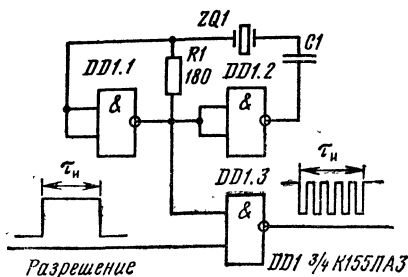 ZQ1
C1
R1
180
DD1.1
DD1.2
&
&
τи
τи
DD1.3
&
Разрешение
DD1 3/4 К155ЛА3